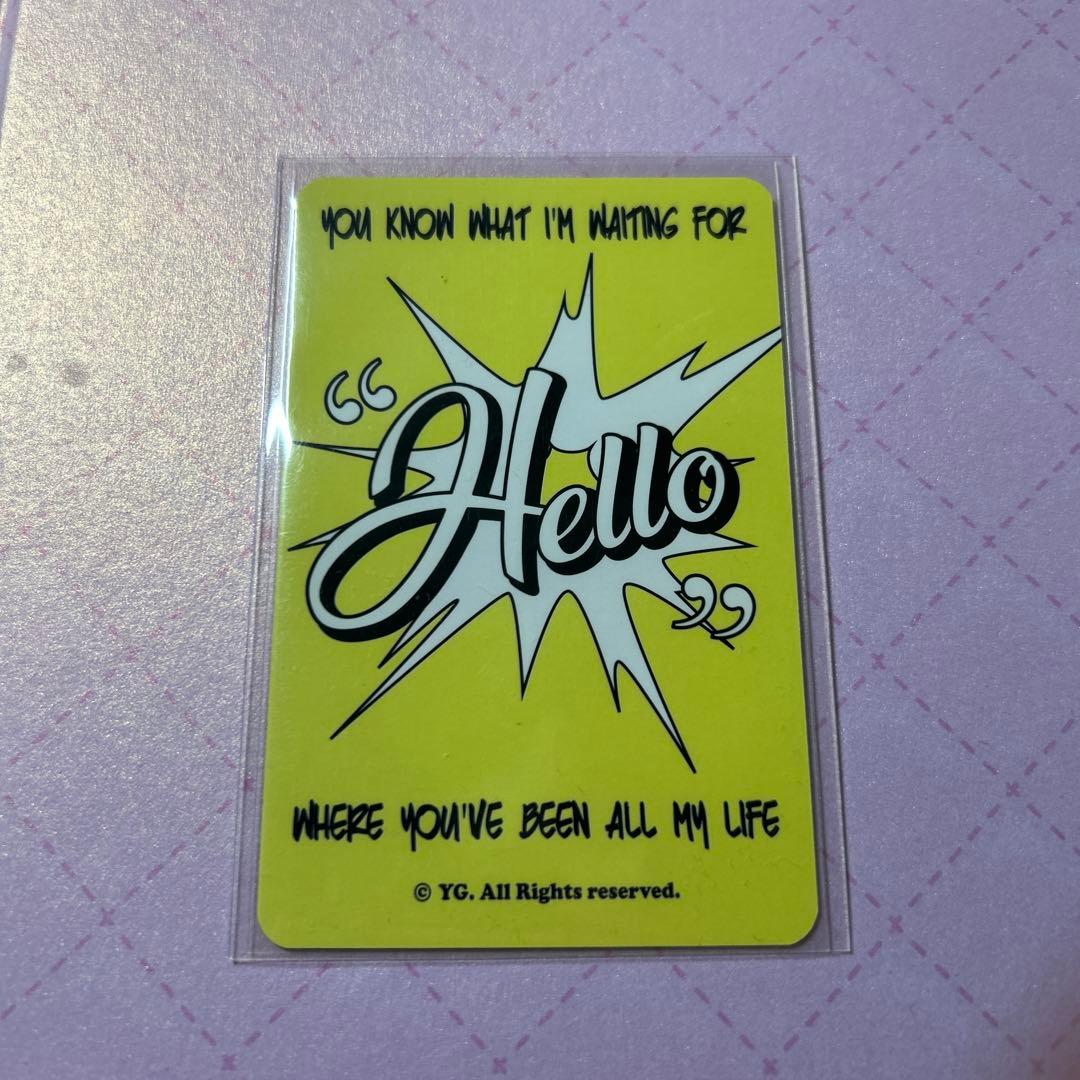 YOU KNOW WHAT I'M WAITING FOR
“Hello”
WHERE YOU'VE BEEN ALL MY LIFE
© YG. All Rights reserved.